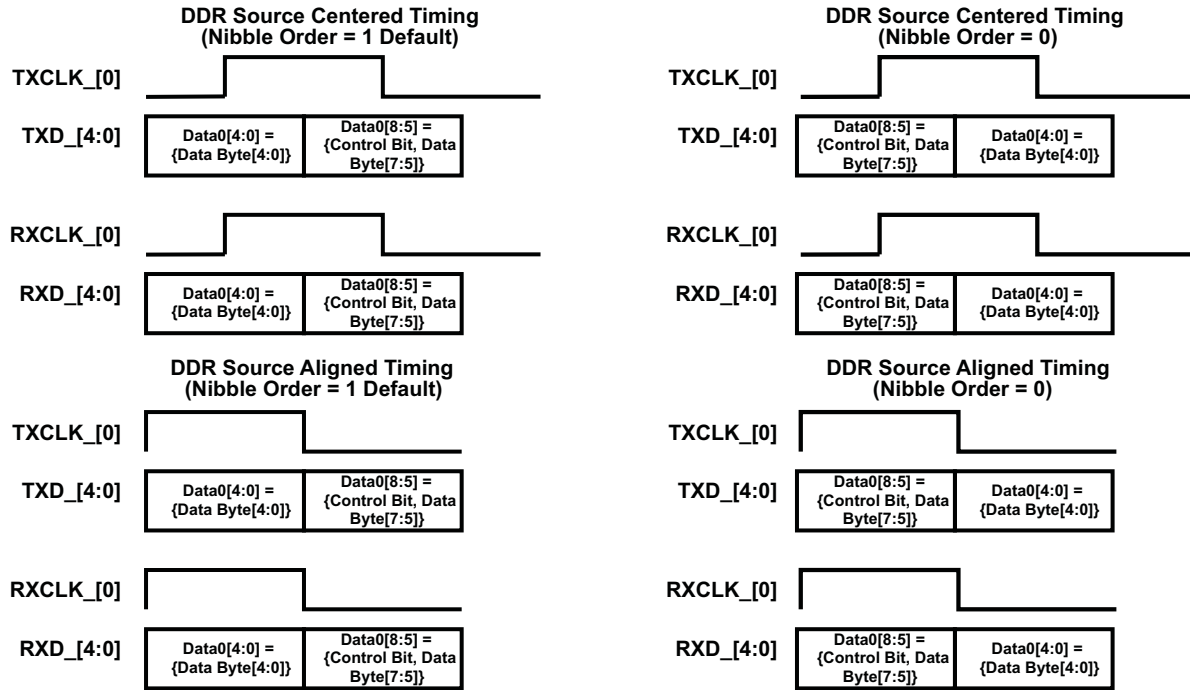 DDR Source Centered Timing
(Nibble Order = 1 Default)
TXCLK_[0]
TXD_[4:0]
Data0[4:0] =
{Data Byte[4:0]}
Data0[8:5] =
{Control Bit, Data
Byte[7:5]}
RXCLK_[0]
RXD_[4:0]
Data0[4:0] =
{Data Byte[4:0]}
Data0[8:5] =
{Control Bit, Data
Byte[7:5]}
DDR Source Centered Timing
(Nibble Order = 0)
TXCLK_[0]
TXD_[4:0]
Data0[8:5] =
{Control Bit, Data
Byte[7:5]}
Data0[4:0] =
{Data Byte[4:0]}
RXCLK_[0]
RXD_[4:0]
Data0[8:5] =
{Control Bit, Data
Byte[7:5]}
Data0[4:0] =
{Data Byte[4:0]}
DDR Source Aligned Timing
(Nibble Order = 1 Default)
TXCLK_[0]
TXD_[4:0]
Data0[4:0] =
{Data Byte[4:0]}
Data0[8:5] =
{Control Bit, Data
Byte[7:5]}
RXCLK_[0]
RXD_[4:0]
Data0[4:0] =
{Data Byte[4:0]}
Data0[8:5] =
{Control Bit, Data
Byte[7:5]}
DDR Source Aligned Timing
(Nibble Order = 0)
TXCLK_[0]
TXD_[4:0]
Data0[8:5] =
{Control Bit, Data
Byte[7:5]}
Data0[4:0] =
{Data Byte[4:0]}
RXCLK_[0]
RXD_[4:0]
Data0[8:5] =
{Control Bit, Data
Byte[7:5]}
Data0[4:0] =
{Data Byte[4:0]}